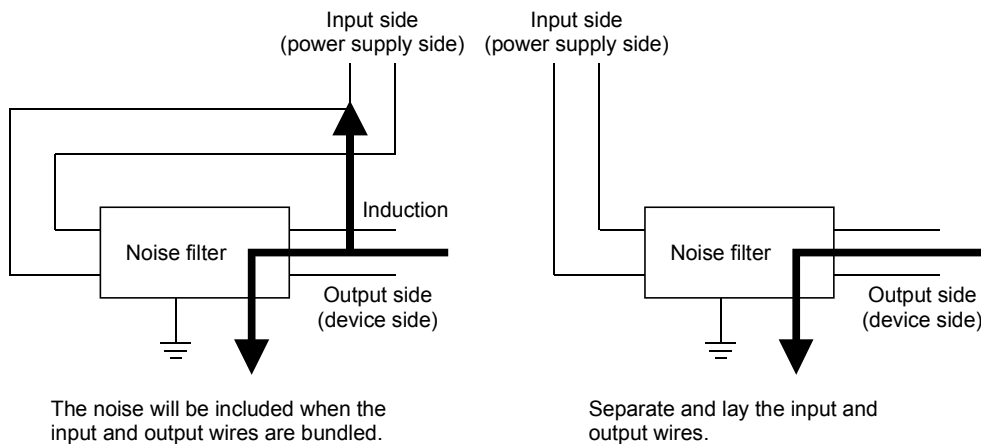 Input side
(power supply side)
Input side
(power supply side)
Induction
Noise filter
Output side
(device side)
Noise filter
Output side
(device side)
The noise will be included when the
input and output wires are bundled.
Separate and lay the input and
output wires.